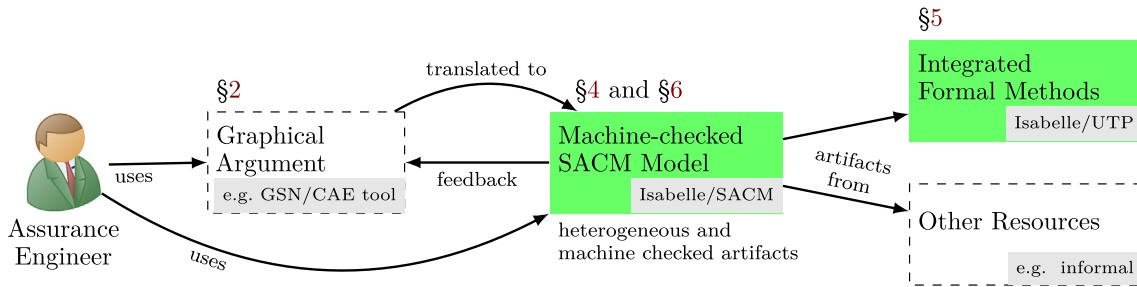 §5
Integrated
Formal Methods
Isabelle/UTP
§2
translated to
§4 and §6
Graphical
Argument
e.g. GSN/CAE tool
Machine-checked
SACM Model
Isabelle/SACM
uses
feedback
artifacts
from
Assurance
Engineer
uses
heterogeneous and
machine checked artifacts
Other Resources
e.g. informal